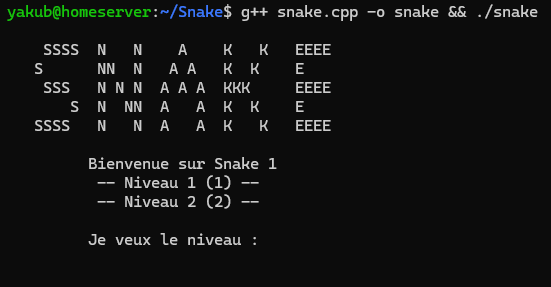 yakub@homeserver:~/Snake$ g++ snake.cpp -o snake && ./snake
    SSSS  N   N    A    K   K   EEEE
   S      NN  N   A A   K  K    E
    SSS   N N N  A A A  KKK     EEEE
       S  N  NN  A   A  K  K    E
   SSSS   N   N  A   A  K   K   EEEE
Bienvenue sur Snake 1
-- Niveau 1 (1) --
-- Niveau 2 (2) --
Je veux le niveau :